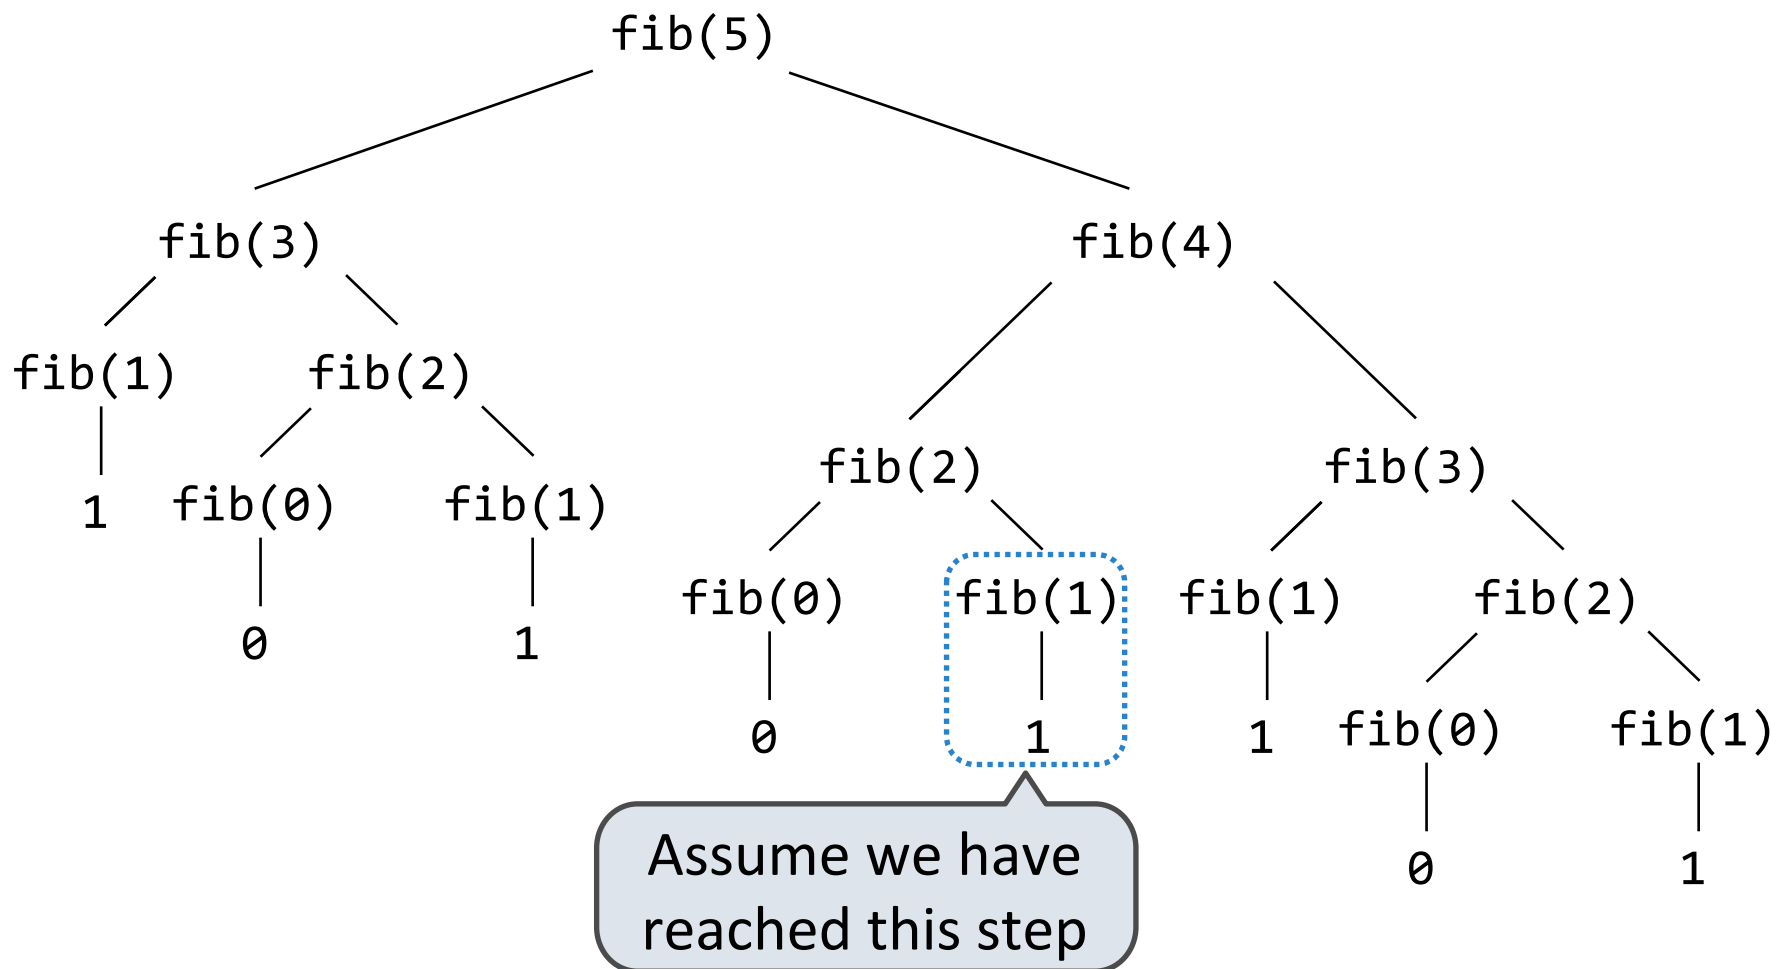 fib(5)
fib(3) fib(4)
fib(1) fib(2)
fib(2) fib(3)
1 fib(0) fib(1)
fib(0) fib(1) fib(1) fib(2)
0 1
0 1 1 fib(0) fib(1)
Assume we have
0 1
reached this step